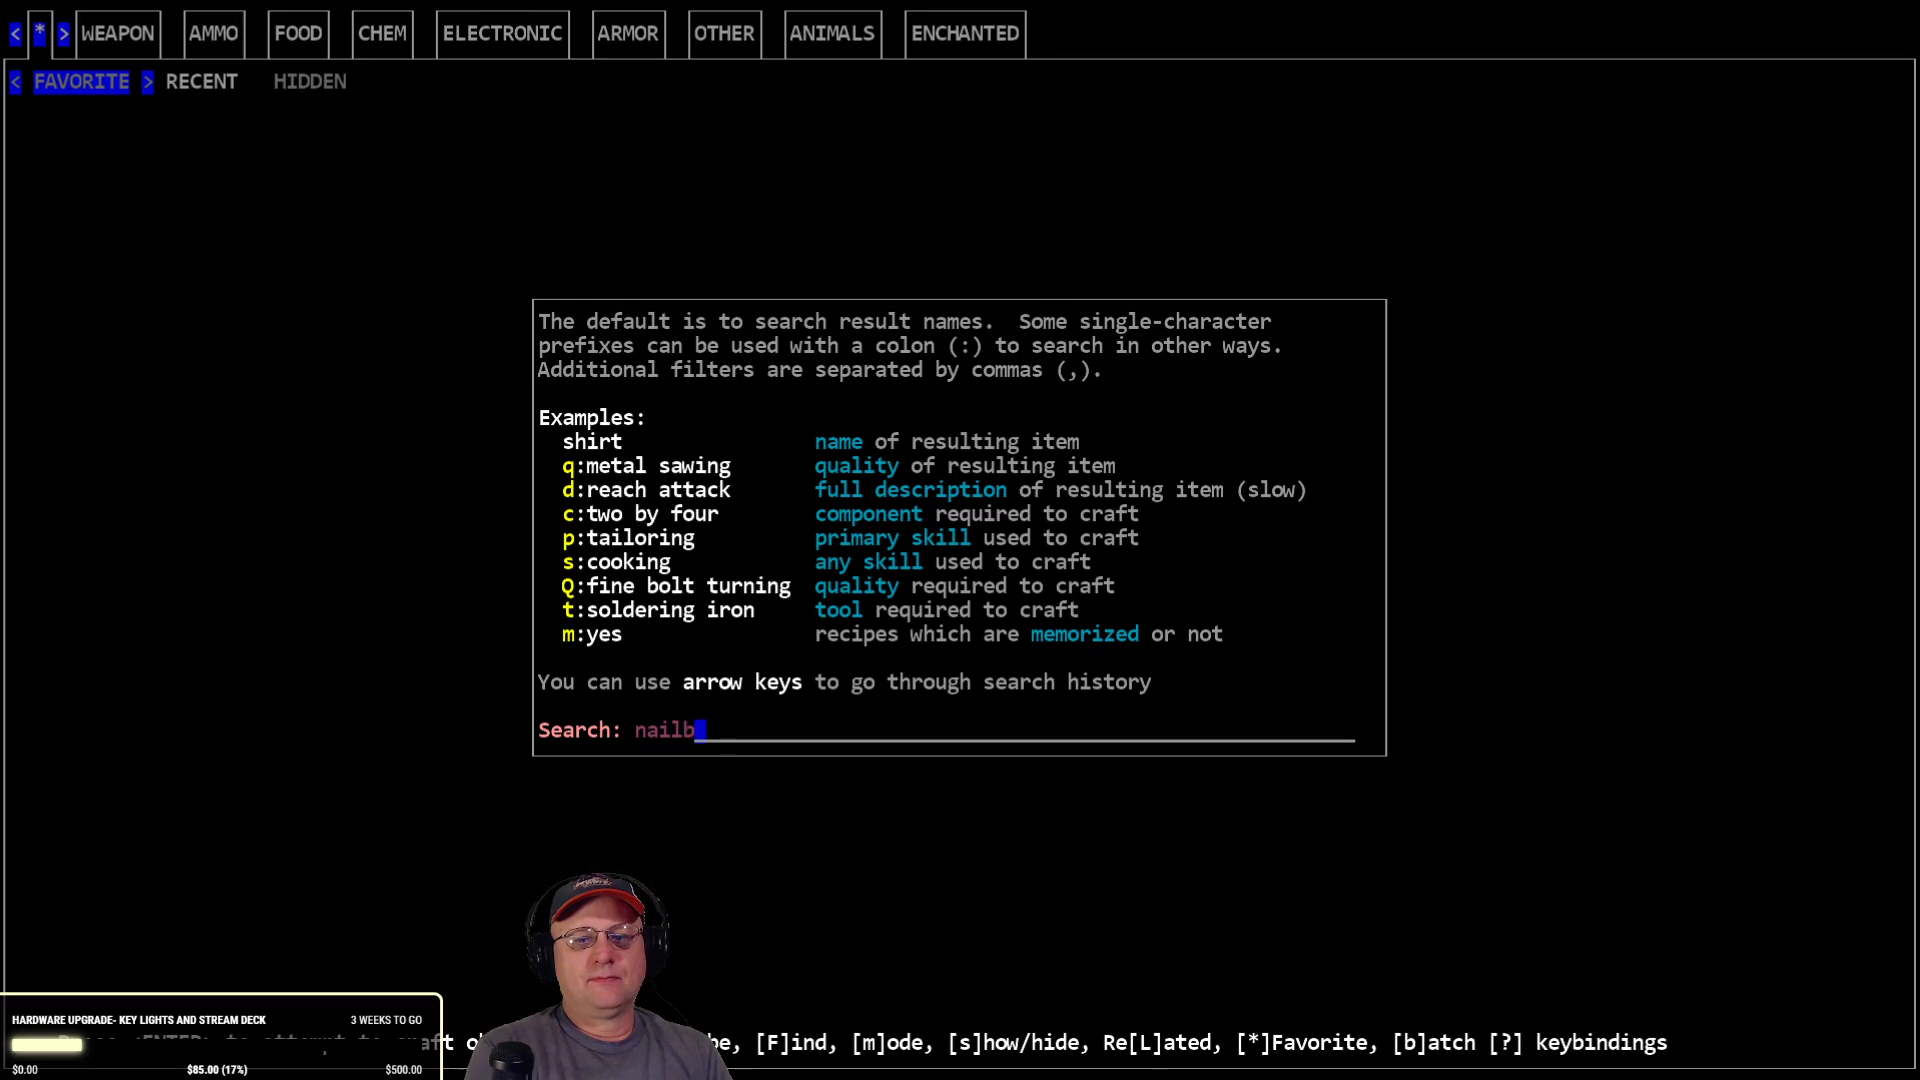 < * > WEAPON AMMO FOOD CHEM ELECTRONIC ARMOR OTHER ANIMALS ENCHANTED
< FAVORITE > RECENT HIDDEN
The default is to search result names. Some single-character
prefixes can be used with a colon (:) to search in other ways.
Additional filters are separated by commas (,).
Examples:
shirt name of resulting item
q:metal sawing quality of resulting item
d:reach attack full description of resulting item (slow)
c:two by four component required to craft
p:tailoring primary skill used to craft
s:cooking any skill used to craft
Q:fine bolt turning quality required to craft
t:soldering iron tool required to craft
m:yes recipes which are memorized or not
You can use arrow keys to go through search history
Search: nailb
HARDWARE UPGRADE- KEY LIGHTS AND STREAM DECK 3 WEEKS TO GO
[F]ind, [m]ode, [s]how/hide, Re[L]ated, [*]Favorite, [b]atch [?] keybindings
$0.00 $85.00 (17%) $500.00